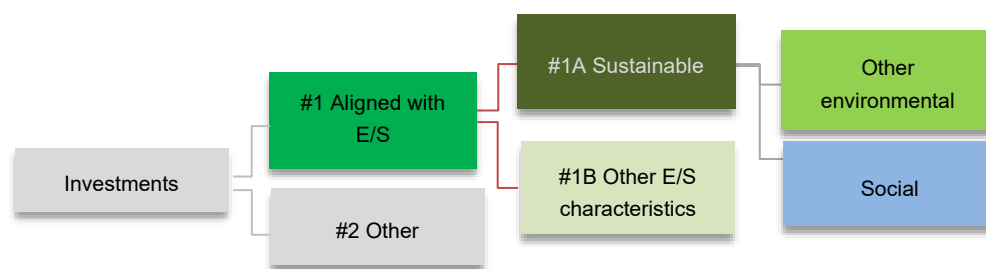 Investments
#1 Aligned with
E/S
#2 Other
#1A Sustainable
#1B Other E/S
characteristics
Other
environmental
Social